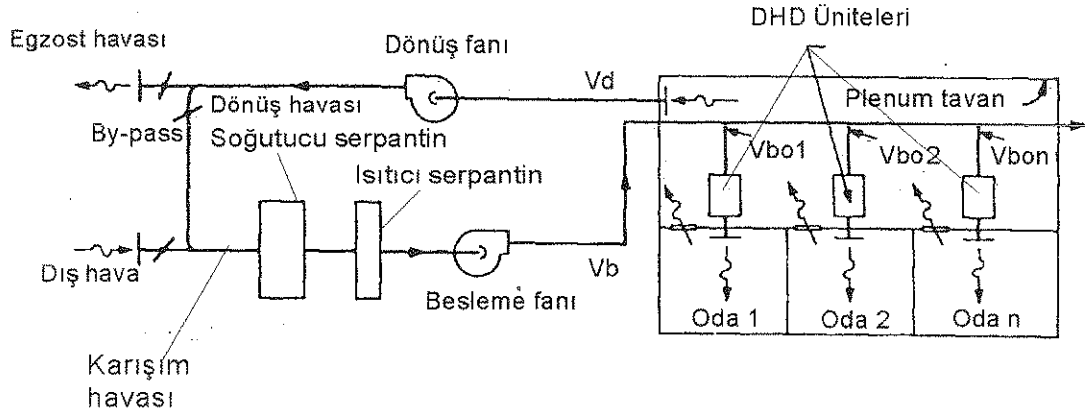 DHD Üniteleri
Egzost havası
Dönüş fanı
Vd
Dönüş havası
Plenum tavan
By-pass
Soğutucu serpantin
Isıtıcı serpantin
Vbo1
Vbo2
Vbon
Dış hava
Vb
Besleme fanı
Oda 1
Oda 2
Oda n
Karışım
havası